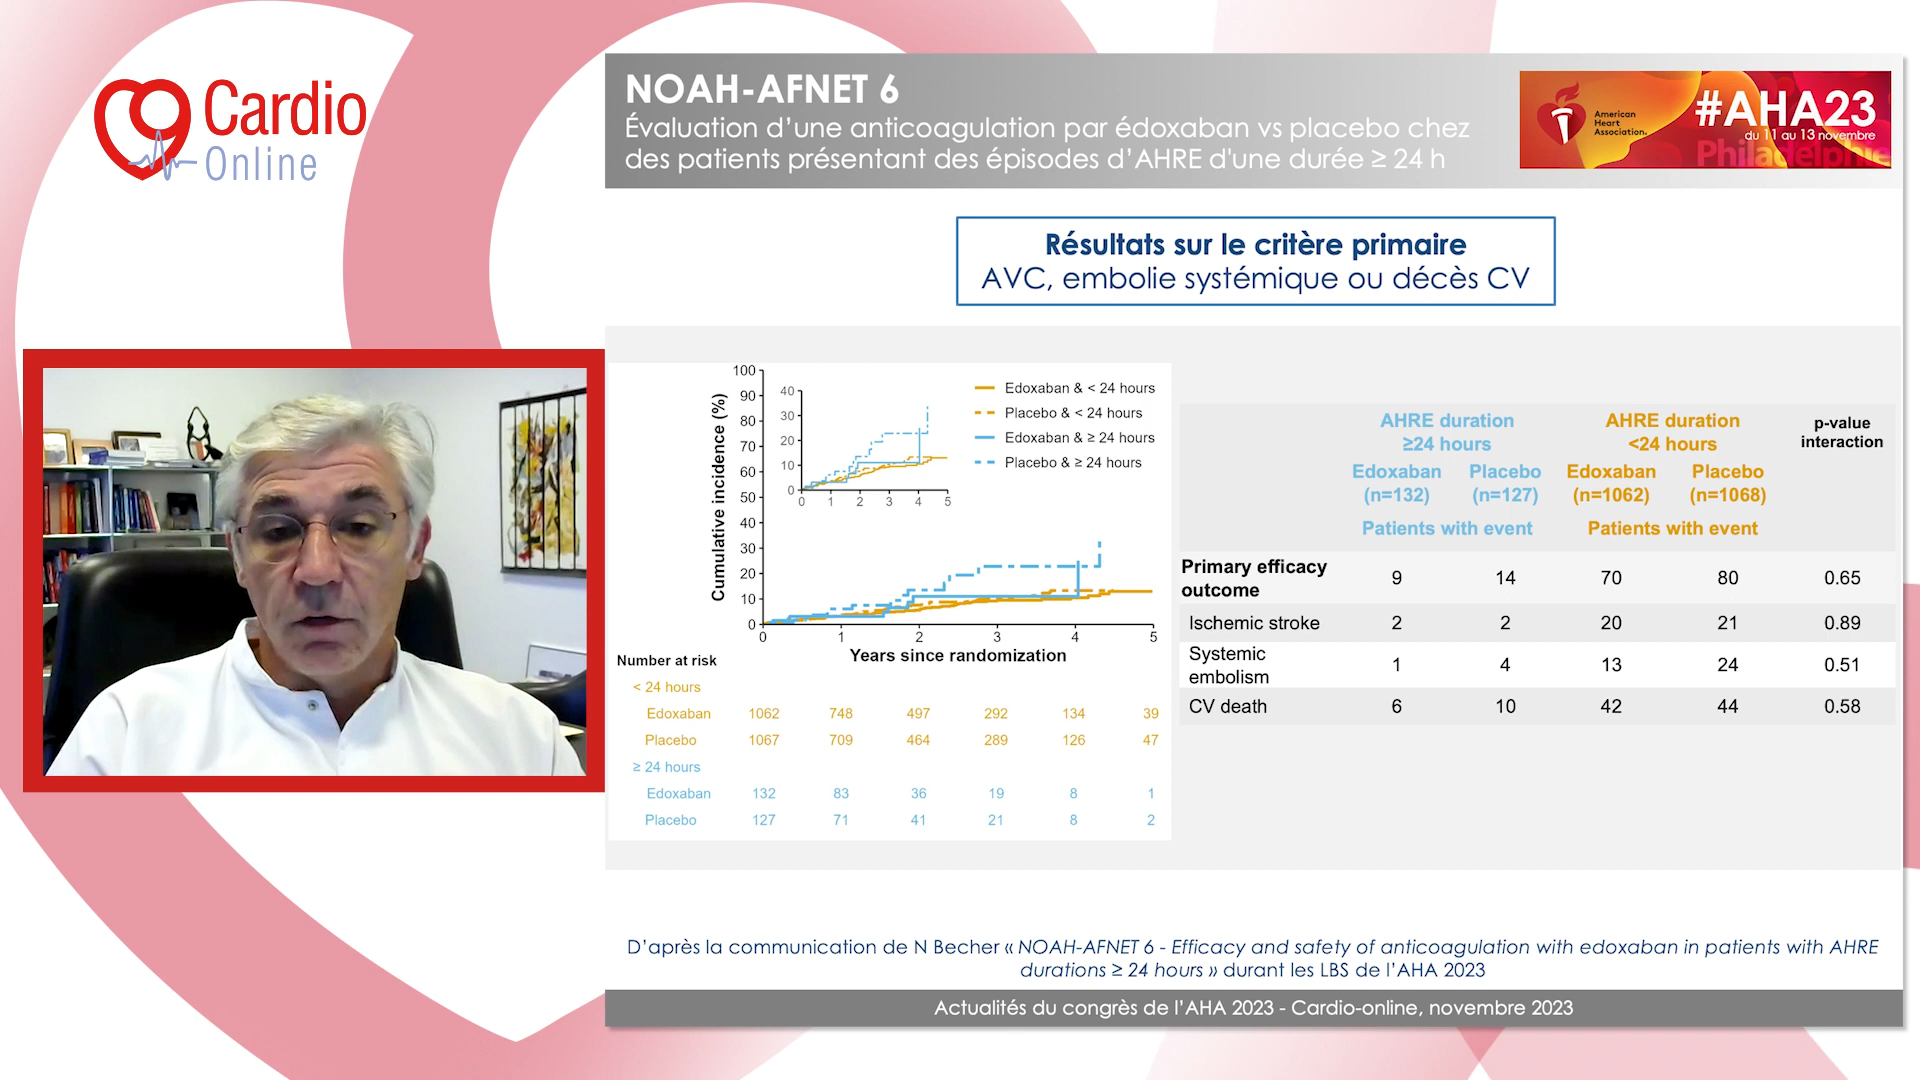 Cardio
Online
NOAH-AFNET 6
Évaluation d’une anticoagulation par édoxaban vs placebo chez
des patients présentant des épisodes d’AHRE d'une durée ≥ 24 h
American
Heart
Association.
#AHA23
du 11 au 13 novembre
Philadelphie
Résultats sur le critère primaire
AVC, embolie systémique ou décès CV
Cumulative incidence (%)
100
90
80
70
60
50
40
30
20
10
0
0 1 2 3 4 5
40
30
20
10
0
0 1 2 3 4 5
Edoxaban & < 24 hours
Placebo & < 24 hours
Edoxaban & ≥ 24 hours
Placebo & ≥ 24 hours
Years since randomization
Number at risk
< 24 hours
Edoxaban 1062 748 497 292 134 39
Placebo 1067 709 464 289 126 47
≥ 24 hours
Edoxaban 132 83 36 19 8 1
Placebo 127 71 41 21 8 2
AHRE duration AHRE duration p-value
≥24 hours <24 hours interaction
Edoxaban Placebo Edoxaban Placebo
(n=132) (n=127) (n=1062) (n=1068)
Patients with event Patients with event
Primary efficacy
outcome 9 14 70 80 0.65
Ischemic stroke 2 2 20 21 0.89
Systemic
embolism 1 4 13 24 0.51
CV death 6 10 42 44 0.58
D’après la communication de N Becher « NOAH-AFNET 6 - Efficacy and safety of anticoagulation with edoxaban in patients with AHRE
durations ≥ 24 hours » durant les LBS de l’AHA 2023
Actualités du congrès de l’AHA 2023 - Cardio-online, novembre 2023